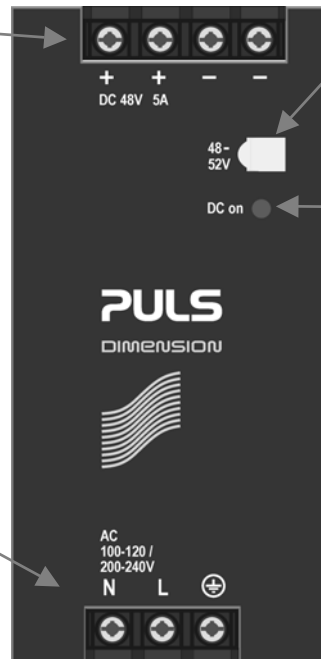 + + – –
DC 48V 5A
48-
52V
DC on
PULS
DIMENSION
AC
100-120 /
200-240V
N L